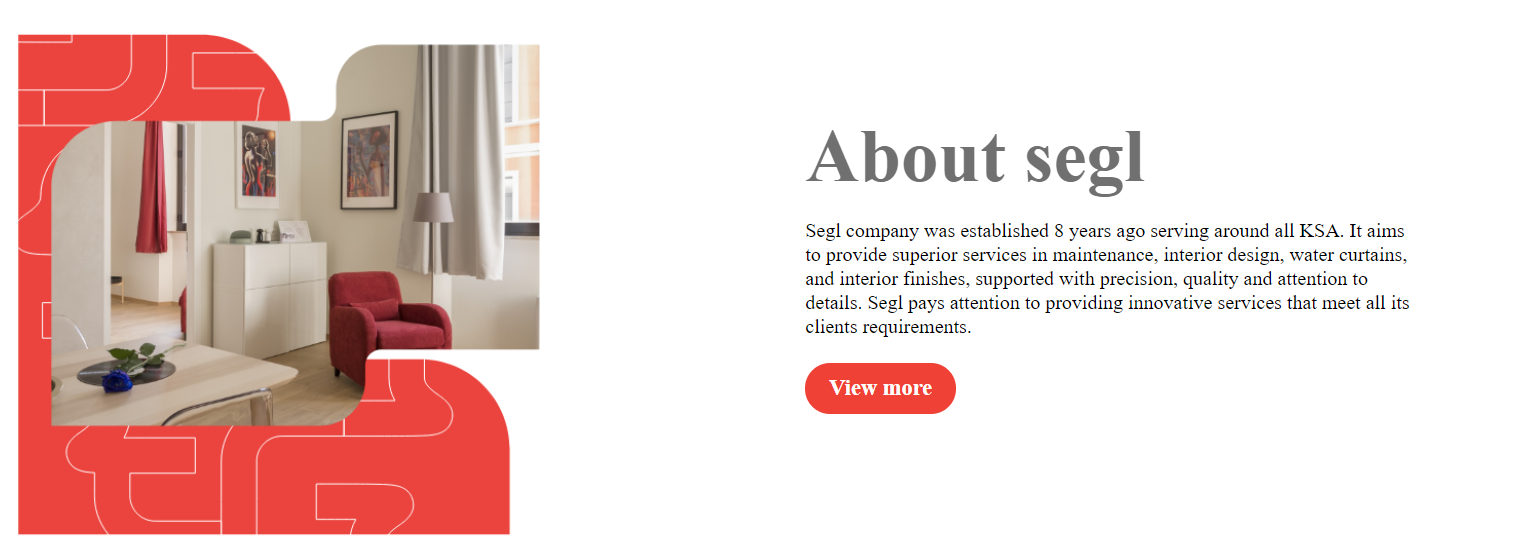 About segl
Segl company was established 8 years ago serving around all KSA. It aims
to provide superior services in maintenance, interior design, water curtains,
and interior finishes, supported with precision, quality and attention to
details. Segl pays attention to providing innovative services that meet all its
clients requirements.
View more